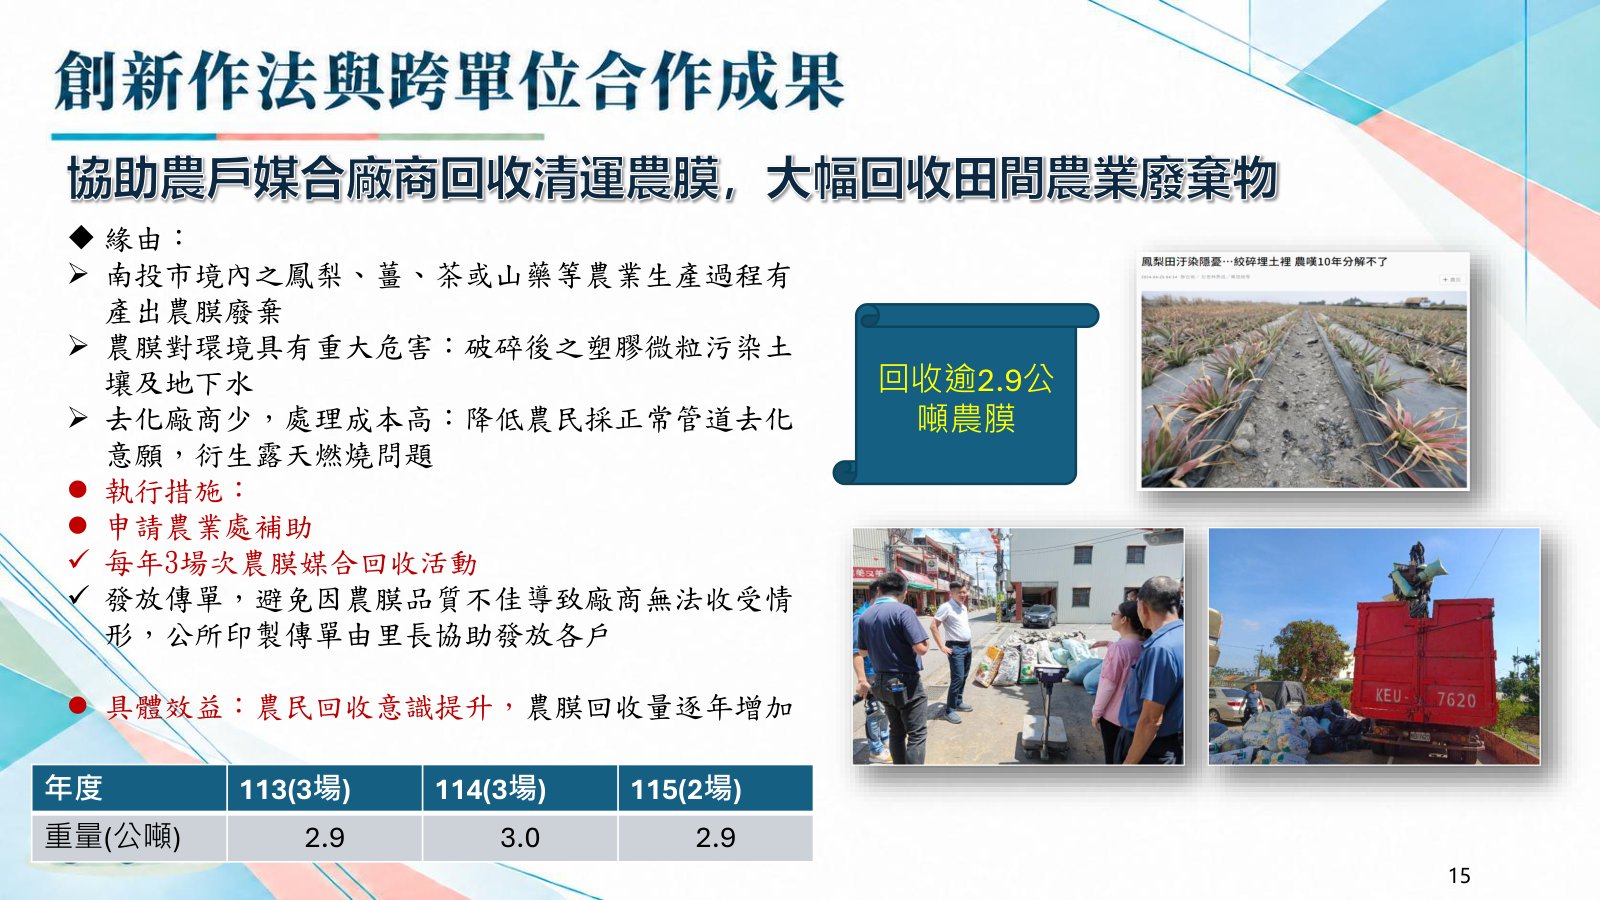 創新作法與跨單位合作成果
協助農戶媒合廠商回收清運農膜，大幅回收田間農業廢棄物
◆ 緣由：
➢ 南投市境內之鳳梨、薑、茶或山藥等農業生產過程有
產出農膜廢棄
➢ 農膜對環境具有重大危害：破碎後之塑膠微粒污染土
壤及地下水
➢ 去化廠商少，處理成本高：降低農民採正常管道去化
意願，衍生露天燃燒問題
● 執行措施：
● 申請農業處補助
✓ 每年3場次農膜媒合回收活動
✓ 發放傳單，避免因農膜品質不佳導致廠商無法收受情
形，公所印製傳單由里長協助發放各戶
● 具體效益：農民回收意識提升，農膜回收量逐年增加
年度 113(3場) 114(3場) 115(2場)
重量(公噸) 2.9 3.0 2.9
回收逾2.9公
噸農膜
鳳梨田汙染隱憂…絞碎埋土裡 農嘆10年分解不了
7620
15